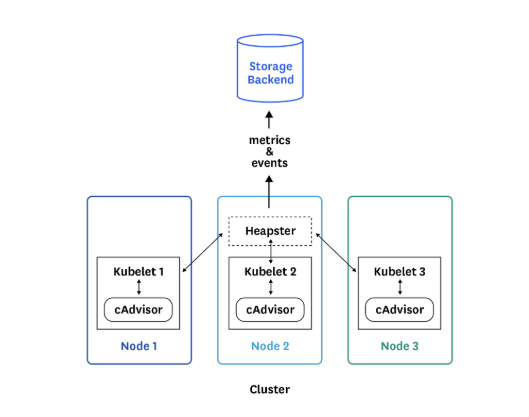 Storage
Backend
metrics
&
events
Heapster
Kubelet 1
Kubelet 2
Kubelet 3
cAdvisor
cAdvisor
cAdvisor
Node 1
Node 2
Node 3
Cluster